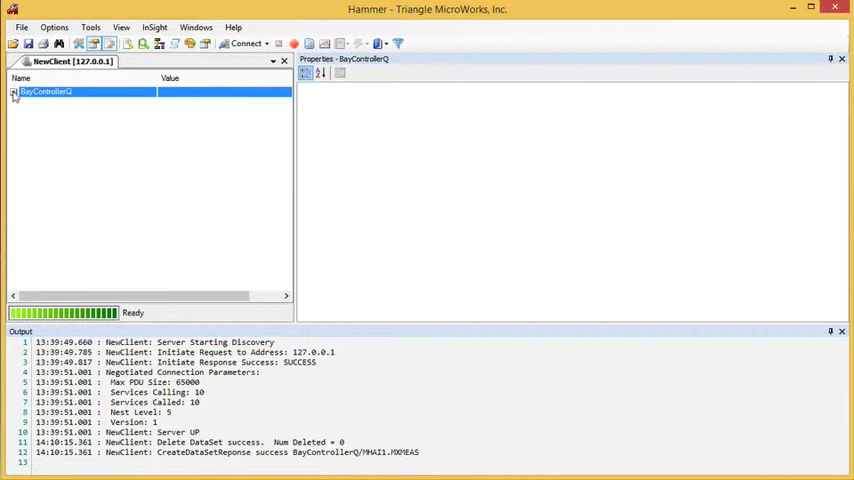 Hammer - Triangle MicroWorks, Inc.
File Options Tools View InSight Windows Help
Connect
NewClient [127.0.0.1]
Properties - BayControllerQ
Name Value
BayControllerQ
Ready
Output
1 13:39:49.660 : NewClient: Server Starting Discovery
2 13:39:49.785 : NewClient: Initiate Request to Address: 127.0.0.1
3 13:39:49.817 : NewClient: Initiate Response Success: SUCCESS
4 13:39:51.001 : NewClient: Negotiated Connection Parameters:
5 13:39:51.001 : Max PDU Size: 65000
6 13:39:51.001 : Services Calling: 10
7 13:39:51.001 : Services Called: 10
8 13:39:51.001 : Nest Level: 5
9 13:39:51.001 : Version: 1
10 13:39:51.001 : NewClient: Server UP
11 14:10:15.361 : NewClient: Delete DataSet success. Num Deleted = 0
12 14:10:15.361 : NewClient: CreateDataSetReponse success BayControllerQ/MHAI1.MXMEAS
13